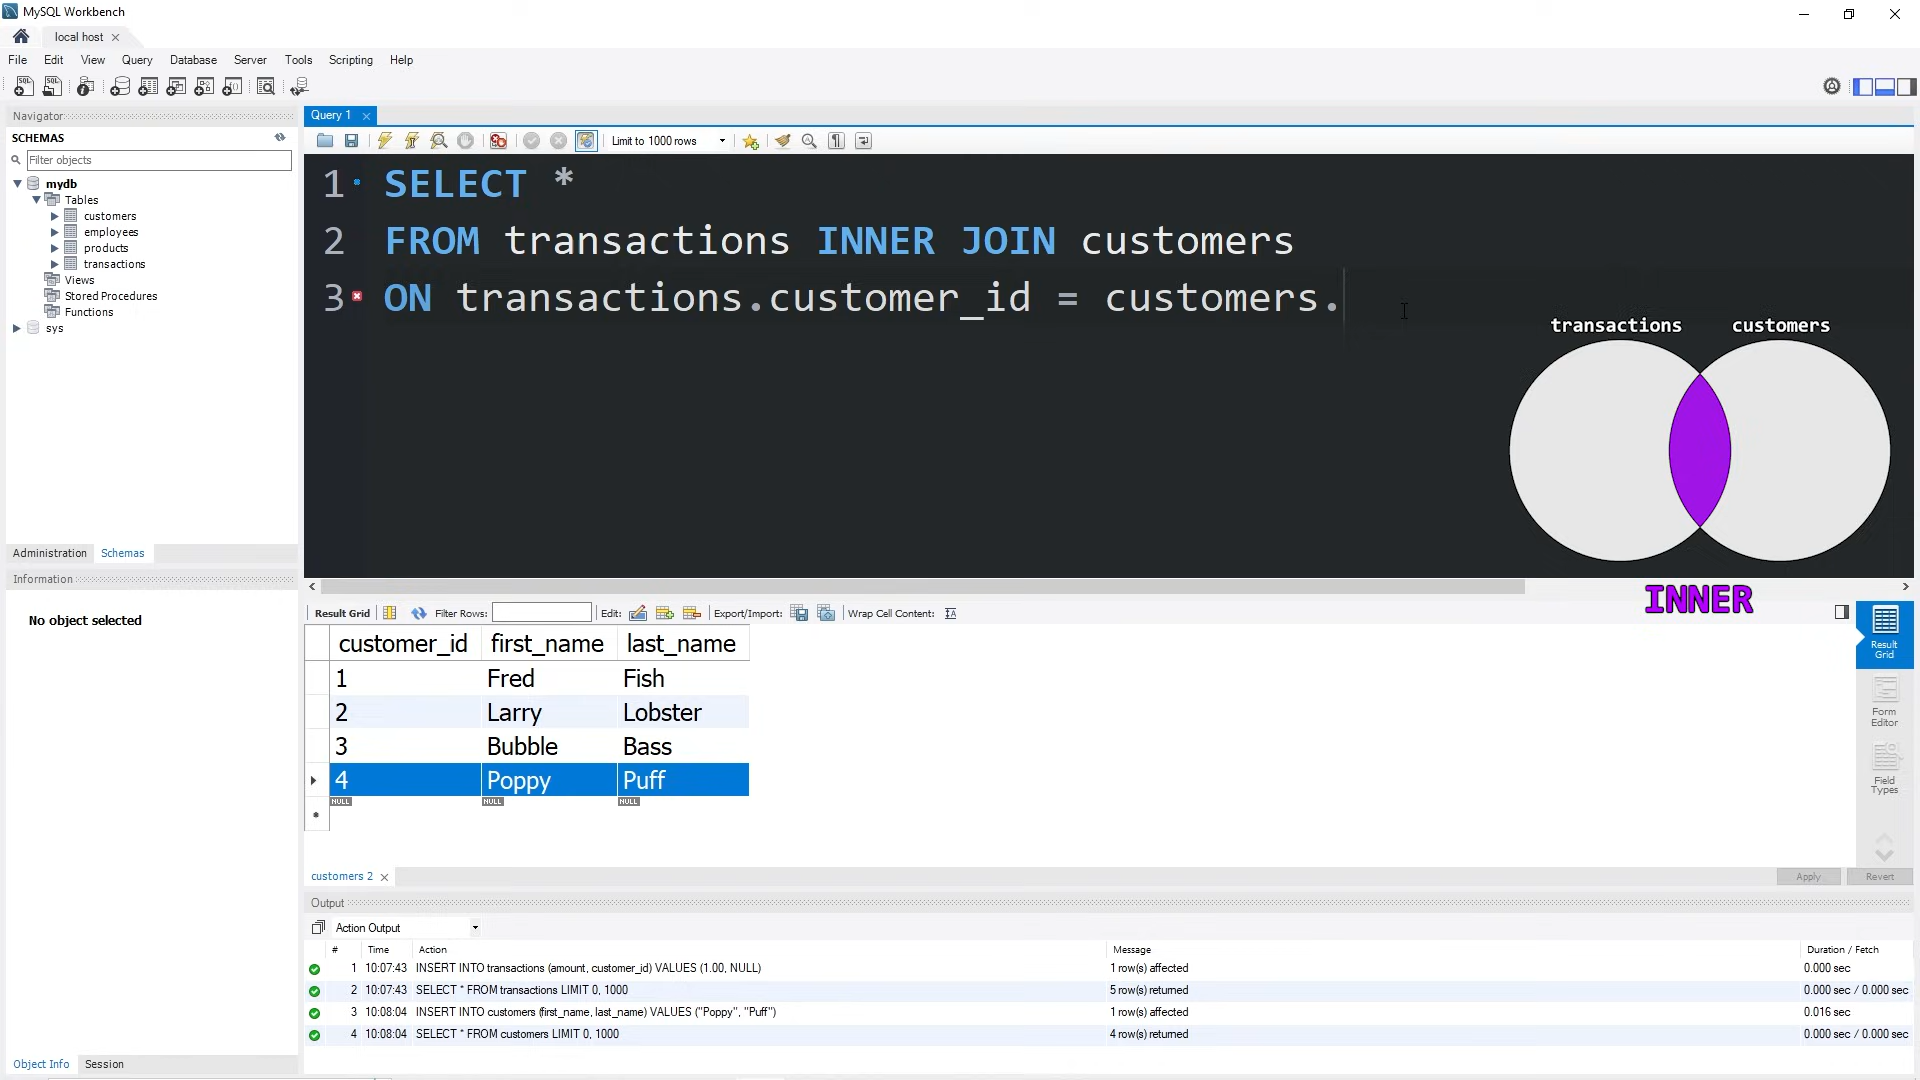 MySQL Workbench
local host
File Edit View Query Database Server Tools Scripting Help
Navigator
SCHEMAS
Filter objects
mydb
Tables
customers
employees
products
transactions
Views
Stored Procedures
Functions
sys
Administration Schemas
Information
No object selected
Object Info Session
Query 1
Limit to 1000 rows
1 SELECT *
2 FROM transactions INNER JOIN customers
3 ON transactions.customer_id = customers.
transactions customers
INNER
Result Grid Filter Rows: Edit: Export/Import: Wrap Cell Content:
customer_id first_name last_name
1 Fred Fish
2 Larry Lobster
3 Bubble Bass
4 Poppy Puff
NULL NULL NULL
Result
Grid
Form
Editor
Field
Types
customers 2
Apply Revert
Output
Action Output
# Time Action Message Duration / Fetch
1 10:07:43 INSERT INTO transactions (amount, customer_id) VALUES (1.00, NULL) 1 row(s) affected 0.000 sec
2 10:07:43 SELECT * FROM transactions LIMIT 0, 1000 5 row(s) returned 0.000 sec / 0.000 sec
3 10:08:04 INSERT INTO customers (first_name, last_name) VALUES ("Poppy", "Puff") 1 row(s) affected 0.016 sec
4 10:08:04 SELECT * FROM customers LIMIT 0, 1000 4 row(s) returned 0.000 sec / 0.000 sec